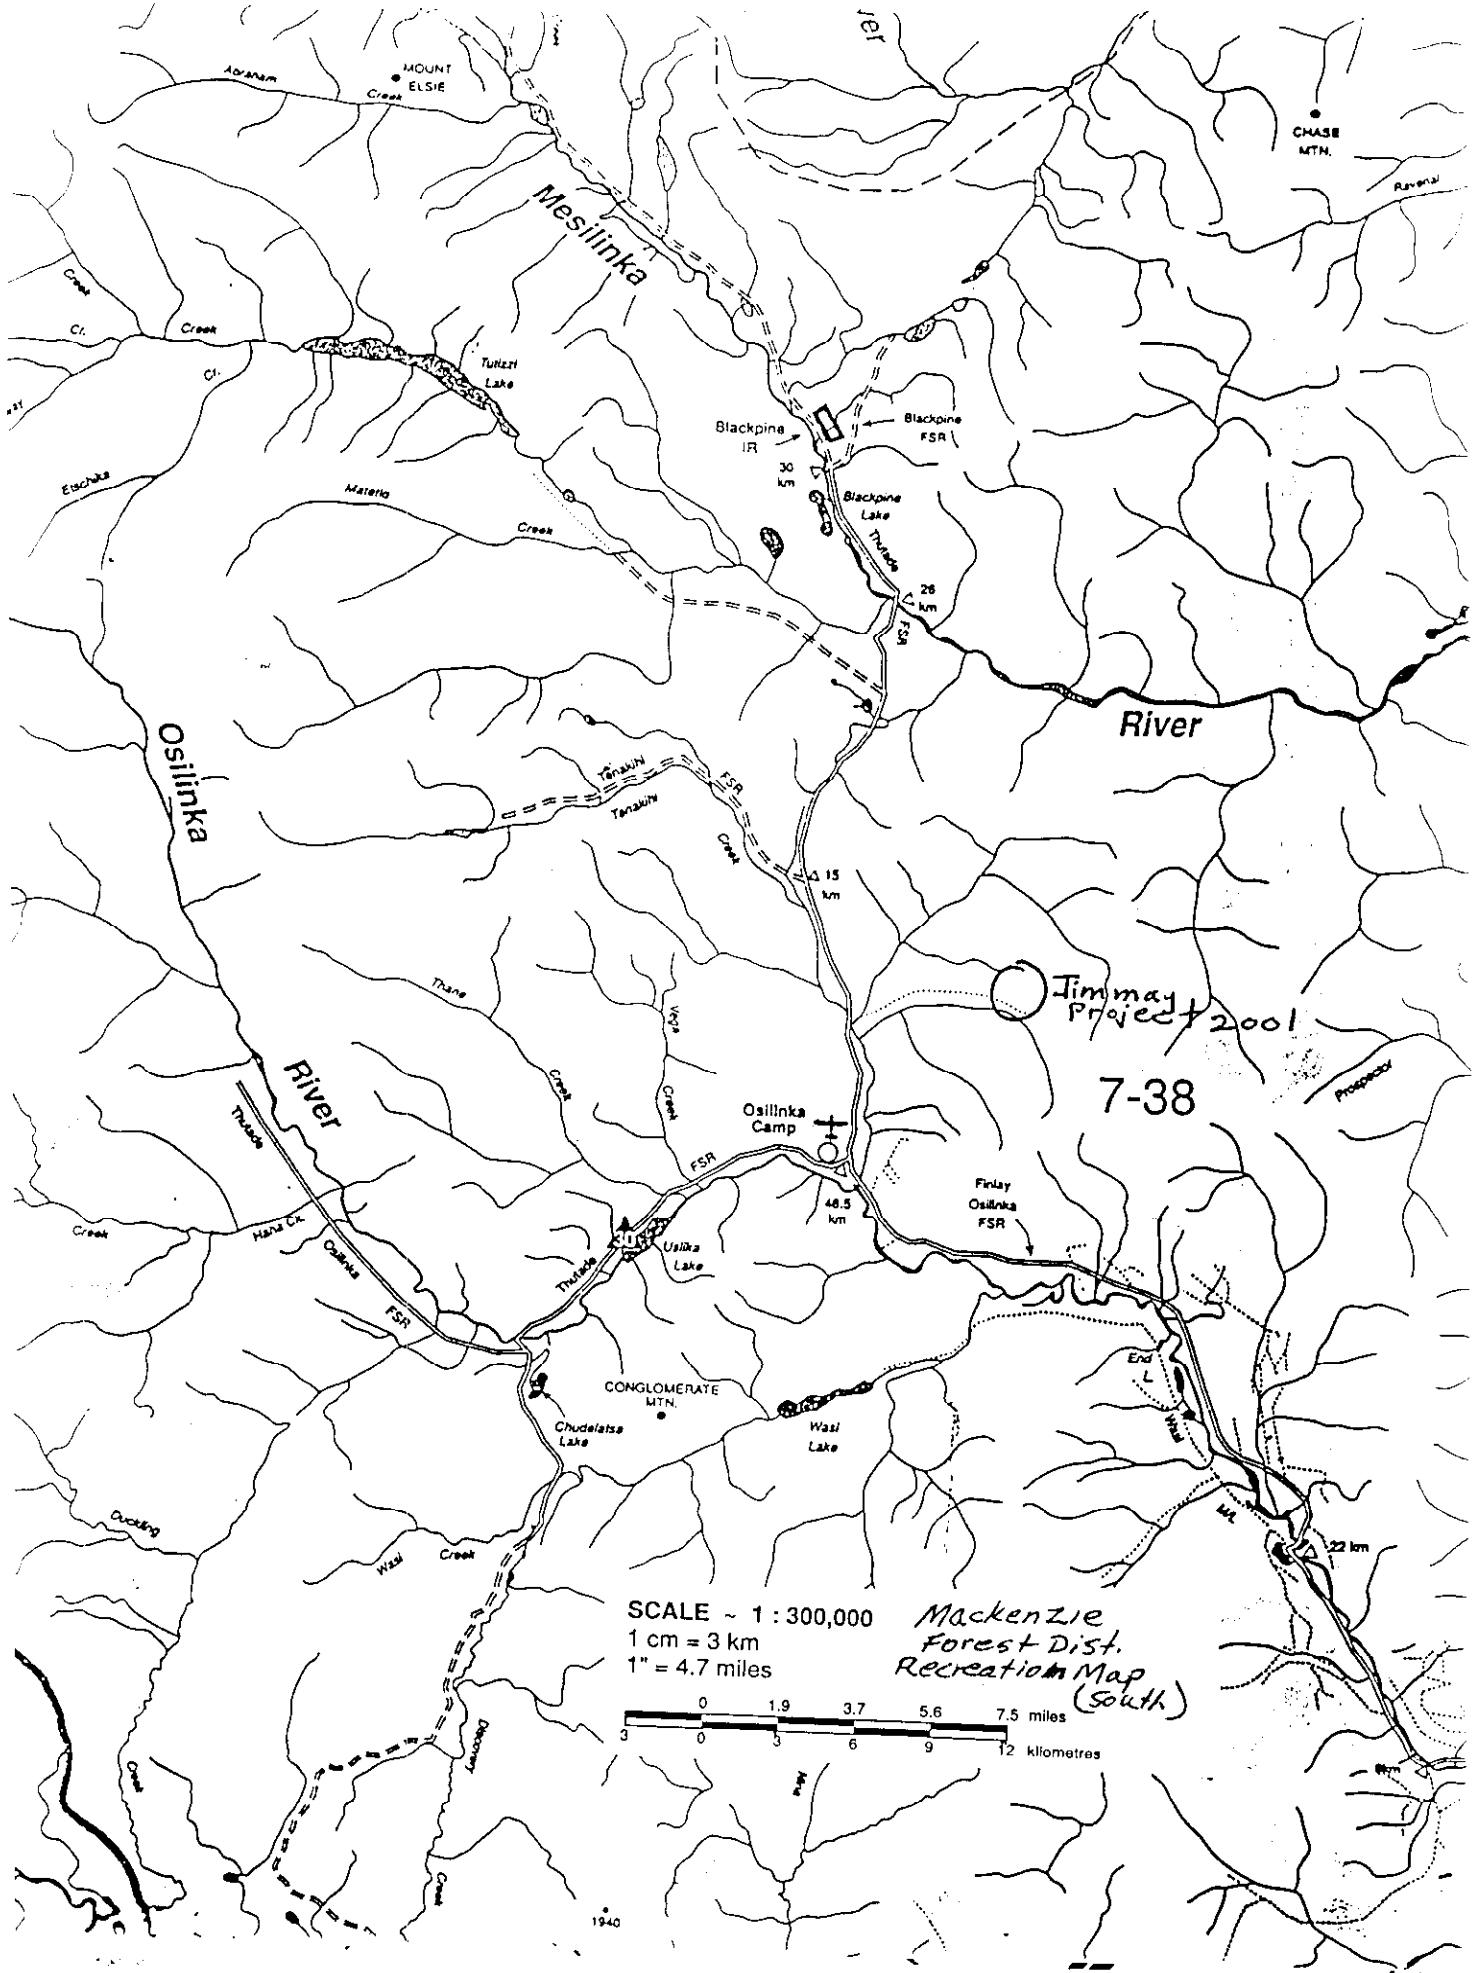 MOUNT
ELSIE
Abraham
Creek
CHASE
MTN.
Ravenal
Mesilinka
Creek
Cr.
Creek
Cr.
Tutizzi
Lake
Blackpine
IR
Blackpine
FSR
30
km
Blackpine
Lake
Etschitka
Materia
Creek
Thutade
FSR
26
km
River
Osilinka
Tenakihi
FSR
Tenakihi
Creek
15
km
Thane
Creek
Vega
Creek
Jimmay
Project 2001
7-38
Prospector
River
Thutade
Osilinka
Camp
FSR
48.5
km
Finlay
Osilinka
FSR
Creek
Hana Ck.
Osilinka
FSR
Thutade
30
Uslika
Lake
End
L.
Wasi
CONGLOMERATE
MTN.
Chudelatsa
Lake
Wasi
Lake
Duckling
Wasi
Creek
22 km
SCALE ~ 1 : 300,000
1 cm = 3 km
1" = 4.7 miles
Mackenzie
Forest Dist.
Recreation Map
(South)
0 1.9 3.7 5.6 7.5 miles
3 0 3 6 9 12 kilometres
Discovery
Creek
Creek
1940